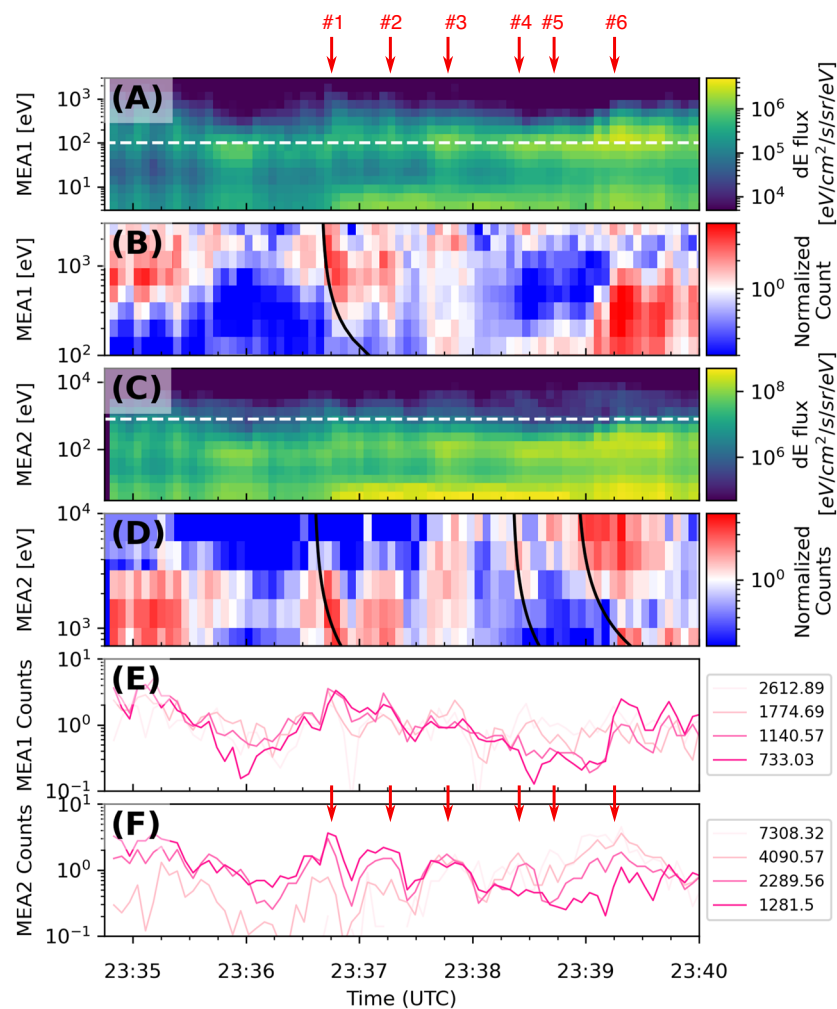 #1 #2 #3 #4 #5 #6
(A)
MEA1 [eV]
10³
10²
10¹
10⁶
10⁵
10⁴
dE flux
[eV/cm²/s/sr/eV]
(B)
MEA1 [eV]
10³
10²
10⁰
Normalized
Count
(C)
MEA2 [eV]
10⁴
10²
10⁸
10⁶
dE flux
[eV/cm²/s/sr/eV]
(D)
MEA2 [eV]
10⁴
10³
10⁰
Normalized
Counts
(E)
MEA1 Counts
10¹
10⁰
10⁻¹
2612.89
1774.69
1140.57
733.03
(F)
MEA2 Counts
10¹
10⁰
10⁻¹
7308.32
4090.57
2289.56
1281.5
23:35 23:36 23:37 23:38 23:39 23:40
Time (UTC)